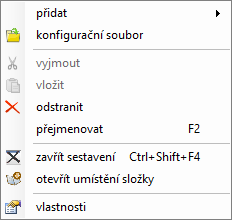 přidat
konfigurační soubor
vyjmout
vložit
odstranit
přejmenovat F2
zavřít sestavení Ctrl+Shift+F4
otevřít umístění složky
vlastnosti